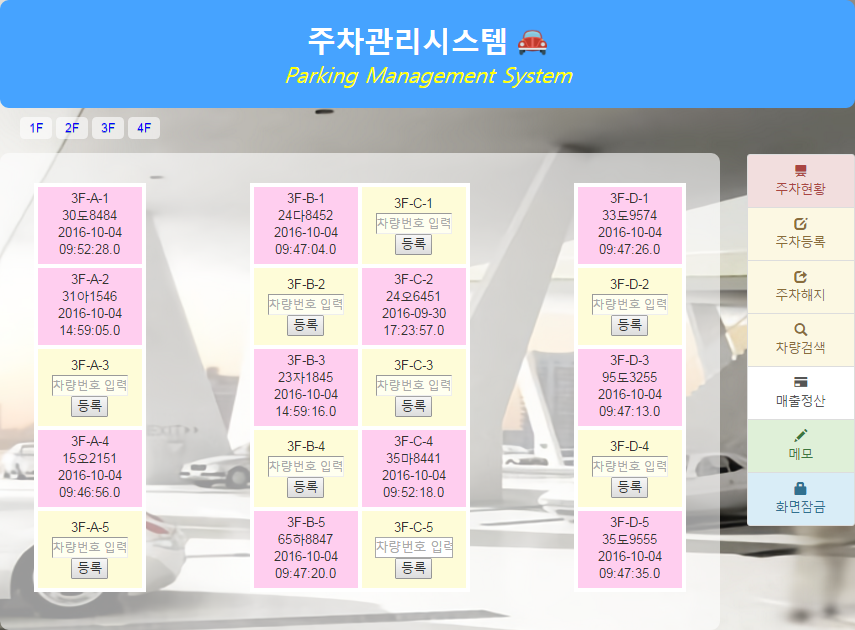 주차관리시스템
Parking Management System
1F 2F 3F 4F
3F-A-1
30도8484
2016-10-04
09:52:28.0
3F-A-2
31아1546
2016-10-04
14:59:05.0
3F-A-3
차량번호 입력
등록
3F-A-4
15오2151
2016-10-04
09:46:56.0
3F-A-5
차량번호 입력
등록
3F-B-1
24다8452
2016-10-04
09:47:04.0
3F-B-2
차량번호 입력
등록
3F-B-3
23자1845
2016-10-04
14:59:16.0
3F-B-4
차량번호 입력
등록
3F-B-5
65하8847
2016-10-04
09:47:20.0
3F-C-1
차량번호 입력
등록
3F-C-2
24오6451
2016-09-30
17:23:57.0
3F-C-3
차량번호 입력
등록
3F-C-4
35마8441
2016-10-04
09:52:18.0
3F-C-5
차량번호 입력
등록
3F-D-1
33도9574
2016-10-04
09:47:26.0
3F-D-2
차량번호 입력
등록
3F-D-3
95도3255
2016-10-04
09:47:13.0
3F-D-4
차량번호 입력
등록
3F-D-5
35도9555
2016-10-04
09:47:35.0
주차현황
주차등록
주차해지
차량검색
매출정산
메모
화면잠금
EXIT